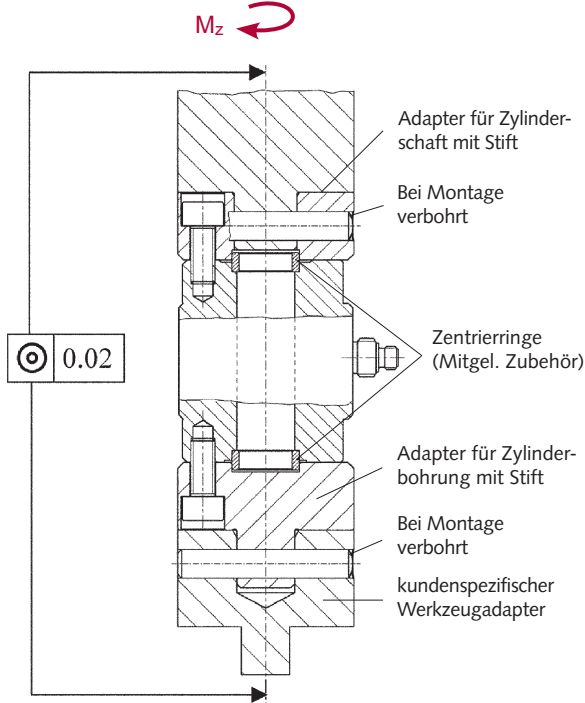 Mz
Adapter für Zylinder-
schaft mit Stift
Bei Montage
verbohrt
0.02
Zentrierringe
(Mitgel. Zubehör)
Adapter für Zylinder-
bohrung mit Stift
Bei Montage
verbohrt
kundenspezifischer
Werkzeugadapter